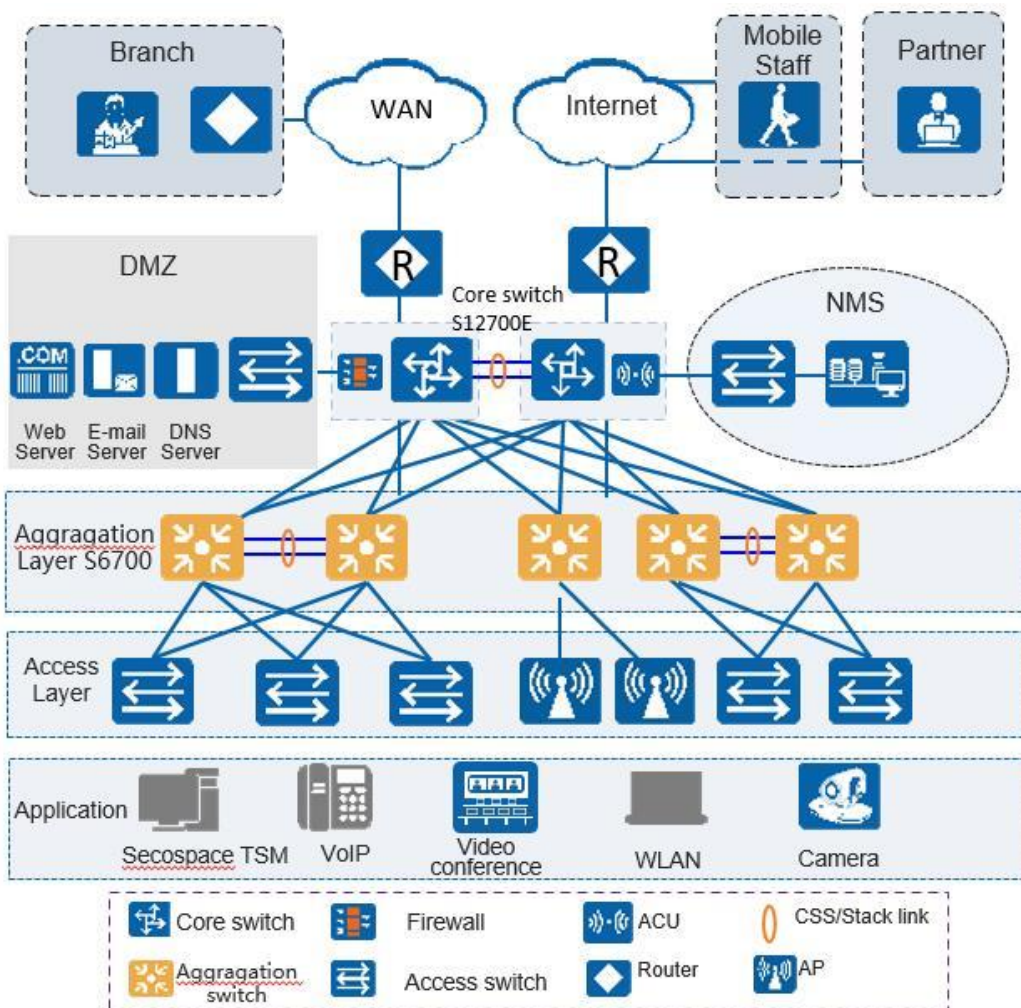 Branch
WAN
Internet
Mobile
Staff
Partner
R
R
DMZ
Core switch
S12700E
NMS
.COM
Web
Server
E-mail
Server
DNS
Server
Aggragation
Layer S6700
Access
Layer
Application
Secospace TSM
VoIP
Video
conference
WLAN
Camera
Core switch
Firewall
ACU
CSS/Stack link
Aggragation
switch
Access switch
Router
AP